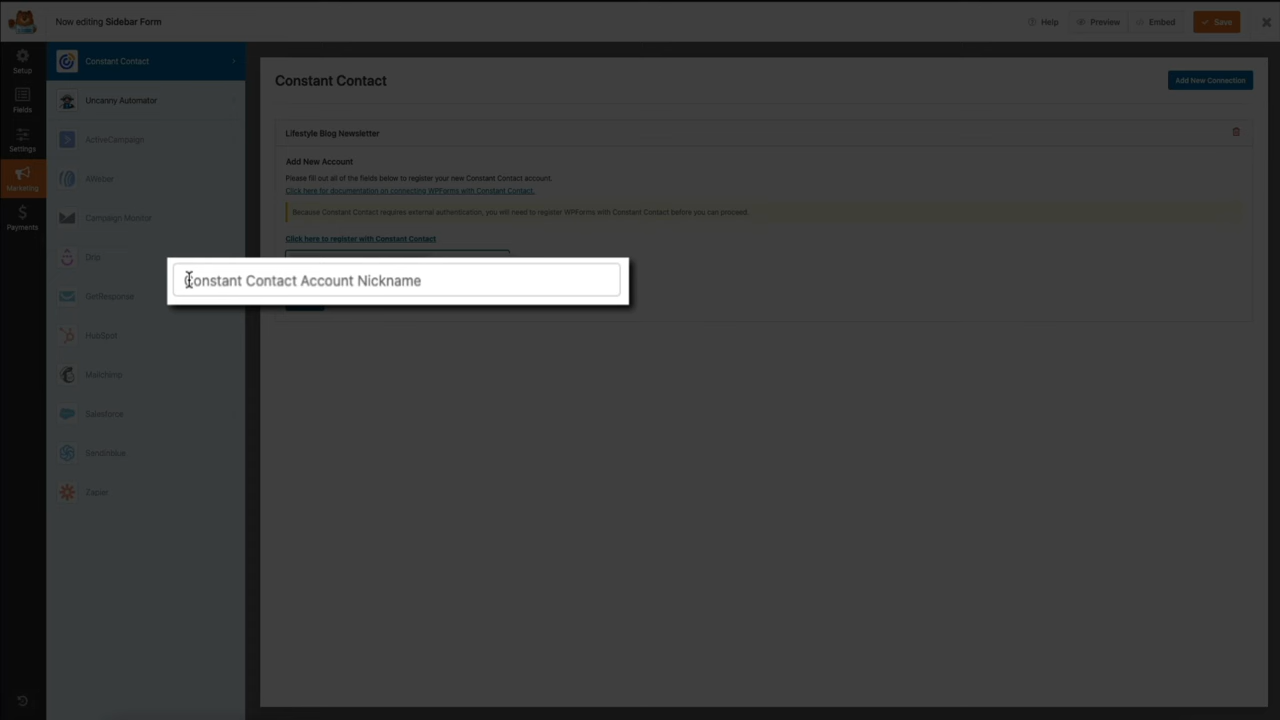 Now editing Sidebar Form
Help
Preview
Embed
Save
Setup
Fields
Settings
Marketing
Payments
Constant Contact
Uncanny Automator
ActiveCampaign
AWeber
Campaign Monitor
Drip
GetResponse
HubSpot
Mailchimp
Salesforce
Sendinblue
Zapier
Constant Contact
Add New Connection
Lifestyle Blog Newsletter
Add New Account
Please fill out all of the fields below to register your new Constant Contact account.
Click here for documentation on connecting WPForms with Constant Contact.
Because Constant Contact requires external authentication, you will need to register WPForms with Constant Contact before you can proceed.
Click here to register with Constant Contact
Constant Contact Account Nickname